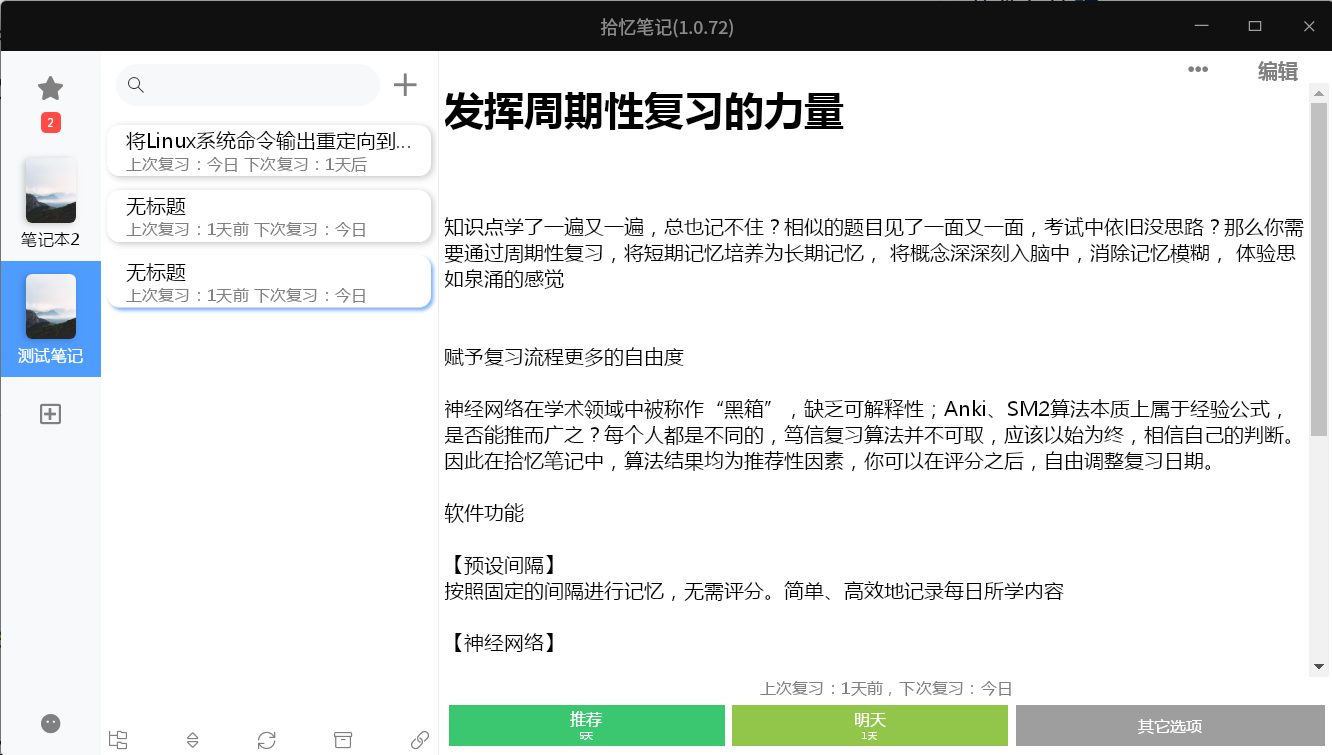 拾忆笔记(1.0.72)
2
笔记本2
测试笔记
将Linux系统命令输出重定向到...
上次复习：今日 下次复习：1天后
无标题
上次复习：1天前 下次复习：今日
无标题
上次复习：1天前 下次复习：今日
编辑
发挥周期性复习的力量
知识点学了一遍又一遍，总也记不住？相似的题目见了一面又一面，考试中依旧没思路？那么你需
要通过周期性复习，将短期记忆培养为长期记忆， 将概念深深刻入脑中，消除记忆模糊， 体验思
如泉涌的感觉
赋予复习流程更多的自由度
神经网络在学术领域中被称作“黑箱”，缺乏可解释性；Anki、SM2算法本质上属于经验公式，
是否能推而广之？每个人都是不同的，笃信复习算法并不可取，应该以始为终，相信自己的判断。
因此在拾忆笔记中，算法结果均为推荐性因素，你可以在评分之后，自由调整复习日期。
软件功能
【预设间隔】
按照固定的间隔进行记忆，无需评分。简单、高效地记录每日所学内容
【神经网络】
上次复习：1天前，下次复习：今日
推荐
5天
明天
1天
其它选项